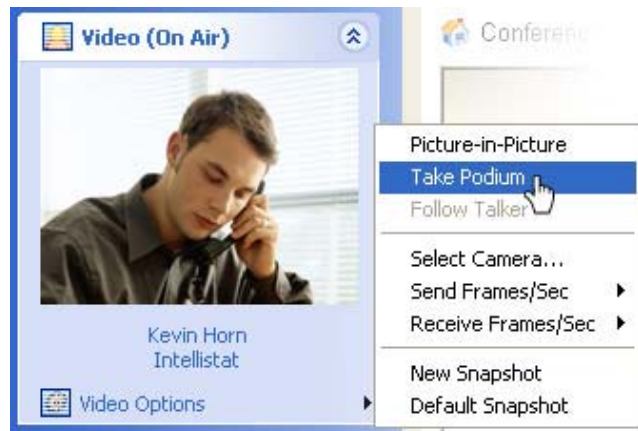 Video (On Air)
Conferenc
Kevin Horn
Intellistat
Video Options
Picture-in-Picture
Take Podium
Follow Talker
Select Camera...
Send Frames/Sec
Receive Frames/Sec
New Snapshot
Default Snapshot